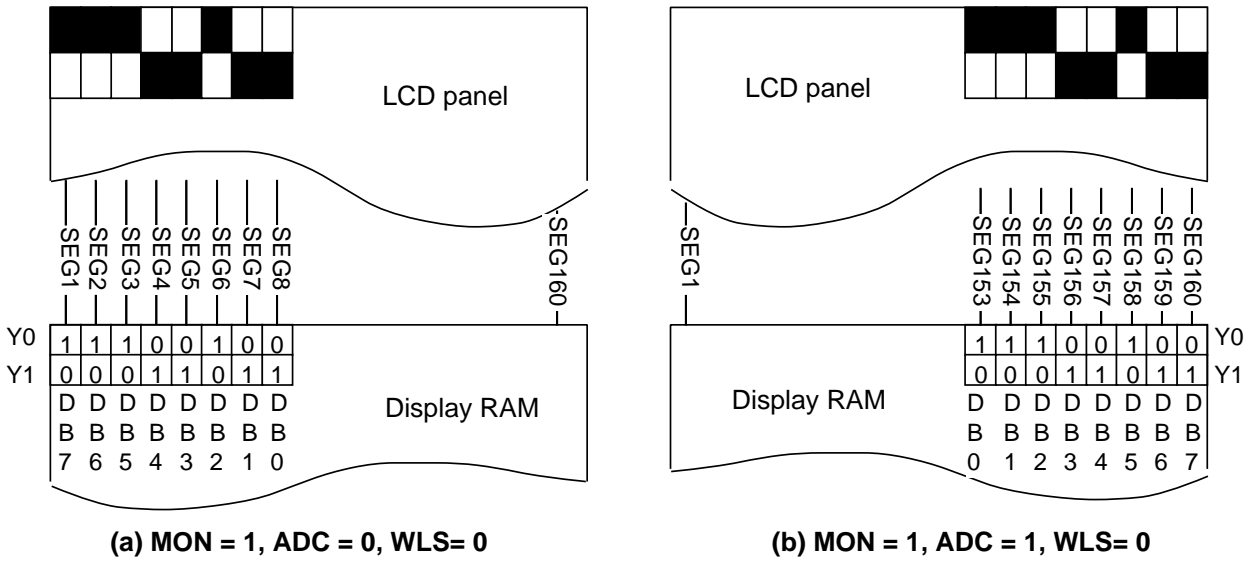 LCD panel
LCD panel
SEG1
SEG2
SEG3
SEG4
SEG5
SEG6
SEG7
SEG8
SEG160
SEG1
SEG153
SEG154
SEG155
SEG156
SEG157
SEG158
SEG159
SEG160
Y0 1 1 1 0 0 1 0 0
Y1 0 0 0 1 1 0 1 1
D D D D D D D D
B B B B B B B B
7 6 5 4 3 2 1 0
Display RAM
1 1 1 0 0 1 0 0 Y0
0 0 0 1 1 0 1 1 Y1
D D D D D D D D
B B B B B B B B
0 1 2 3 4 5 6 7
Display RAM
(a) MON = 1, ADC = 0, WLS= 0
(b) MON = 1, ADC = 1, WLS= 0